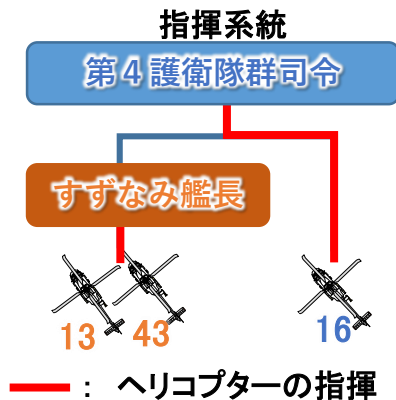 指揮系統
第４護衛隊群司令
すずなみ艦長
13 43 16
： ヘリコプターの指揮